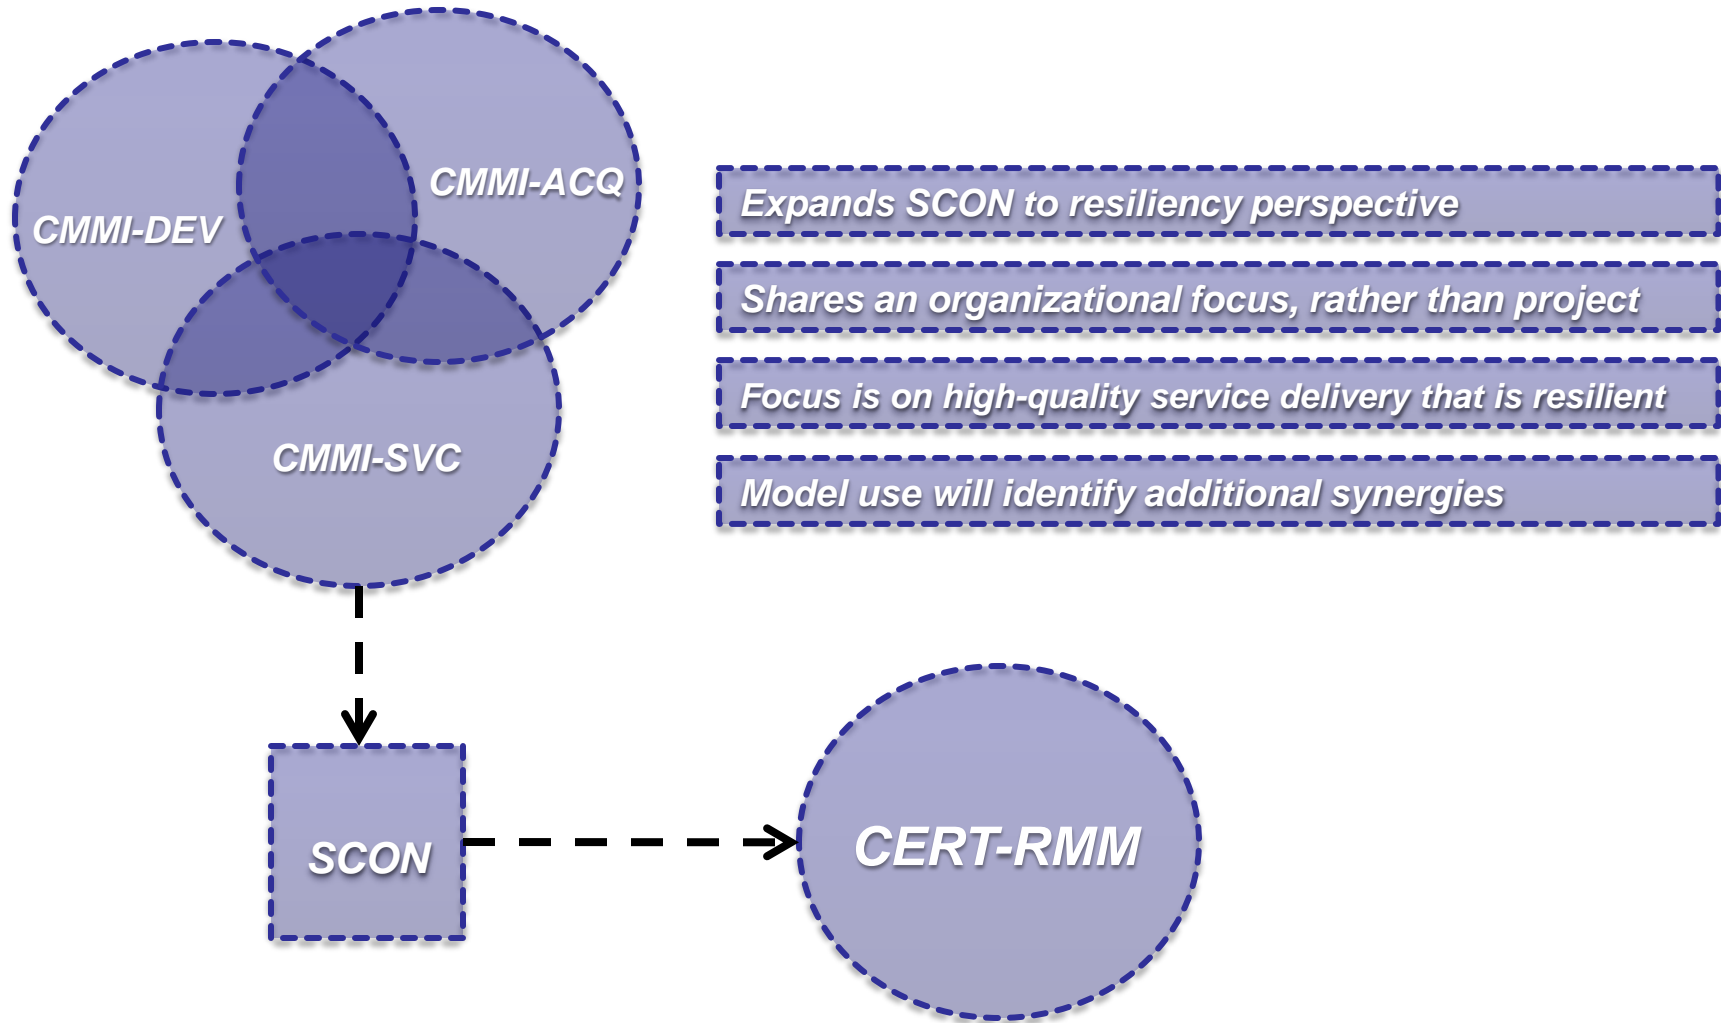 CMMI-ACQ
CMMI-DEV
CMMI-SVC
Expands SCON to resiliency perspective
Shares an organizational focus, rather than project
Focus is on high-quality service delivery that is resilient
Model use will identify additional synergies
SCON
CERT-RMM